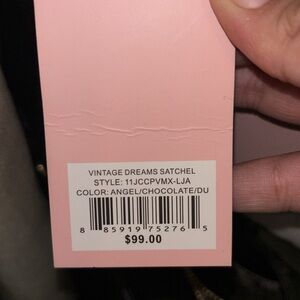 VINTAGE DREAMS SATCHEL
STYLE: 11JCCPVMX-LJA
COLOR: ANGEL/CHOCOLATE/DU
8 85919 75276 5
$99.00